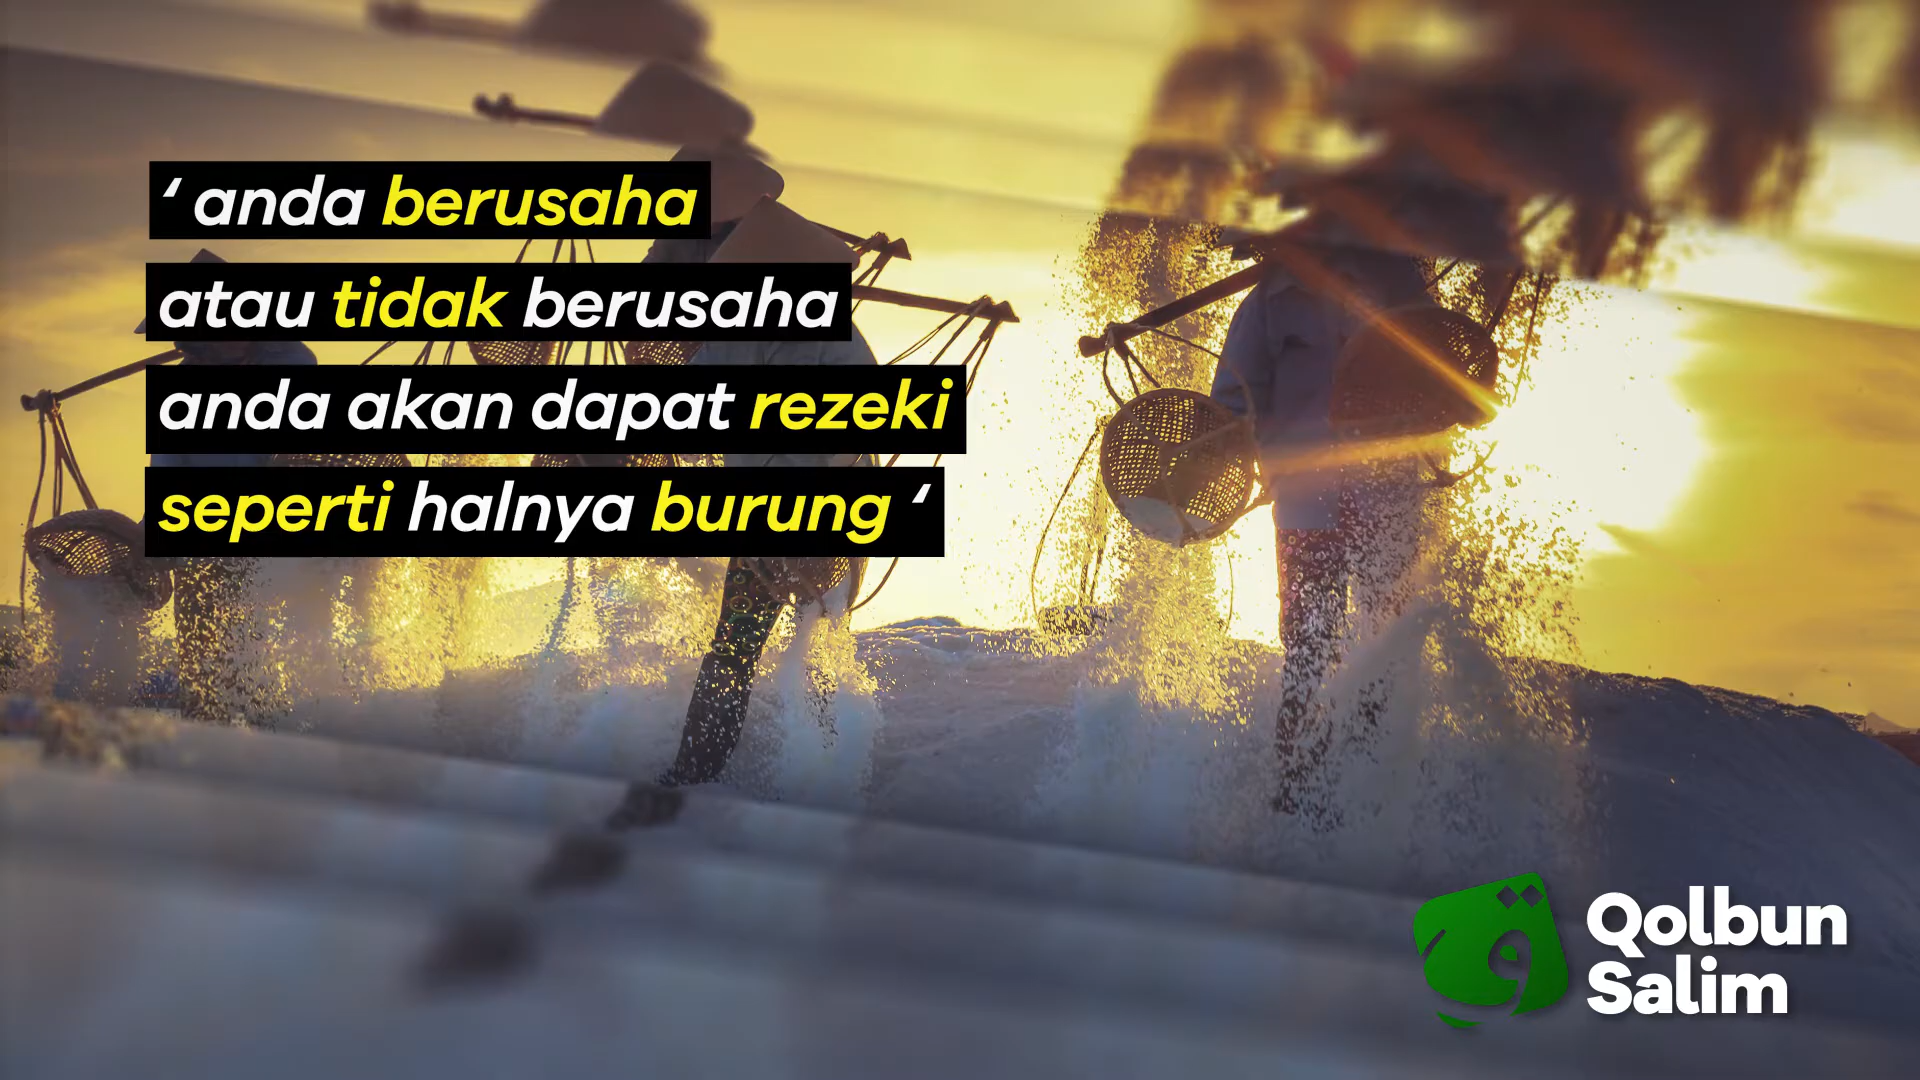 ‘ anda berusaha
atau tidak berusaha
anda akan dapat rezeki
seperti halnya burung ‘
Qolbun
Salim